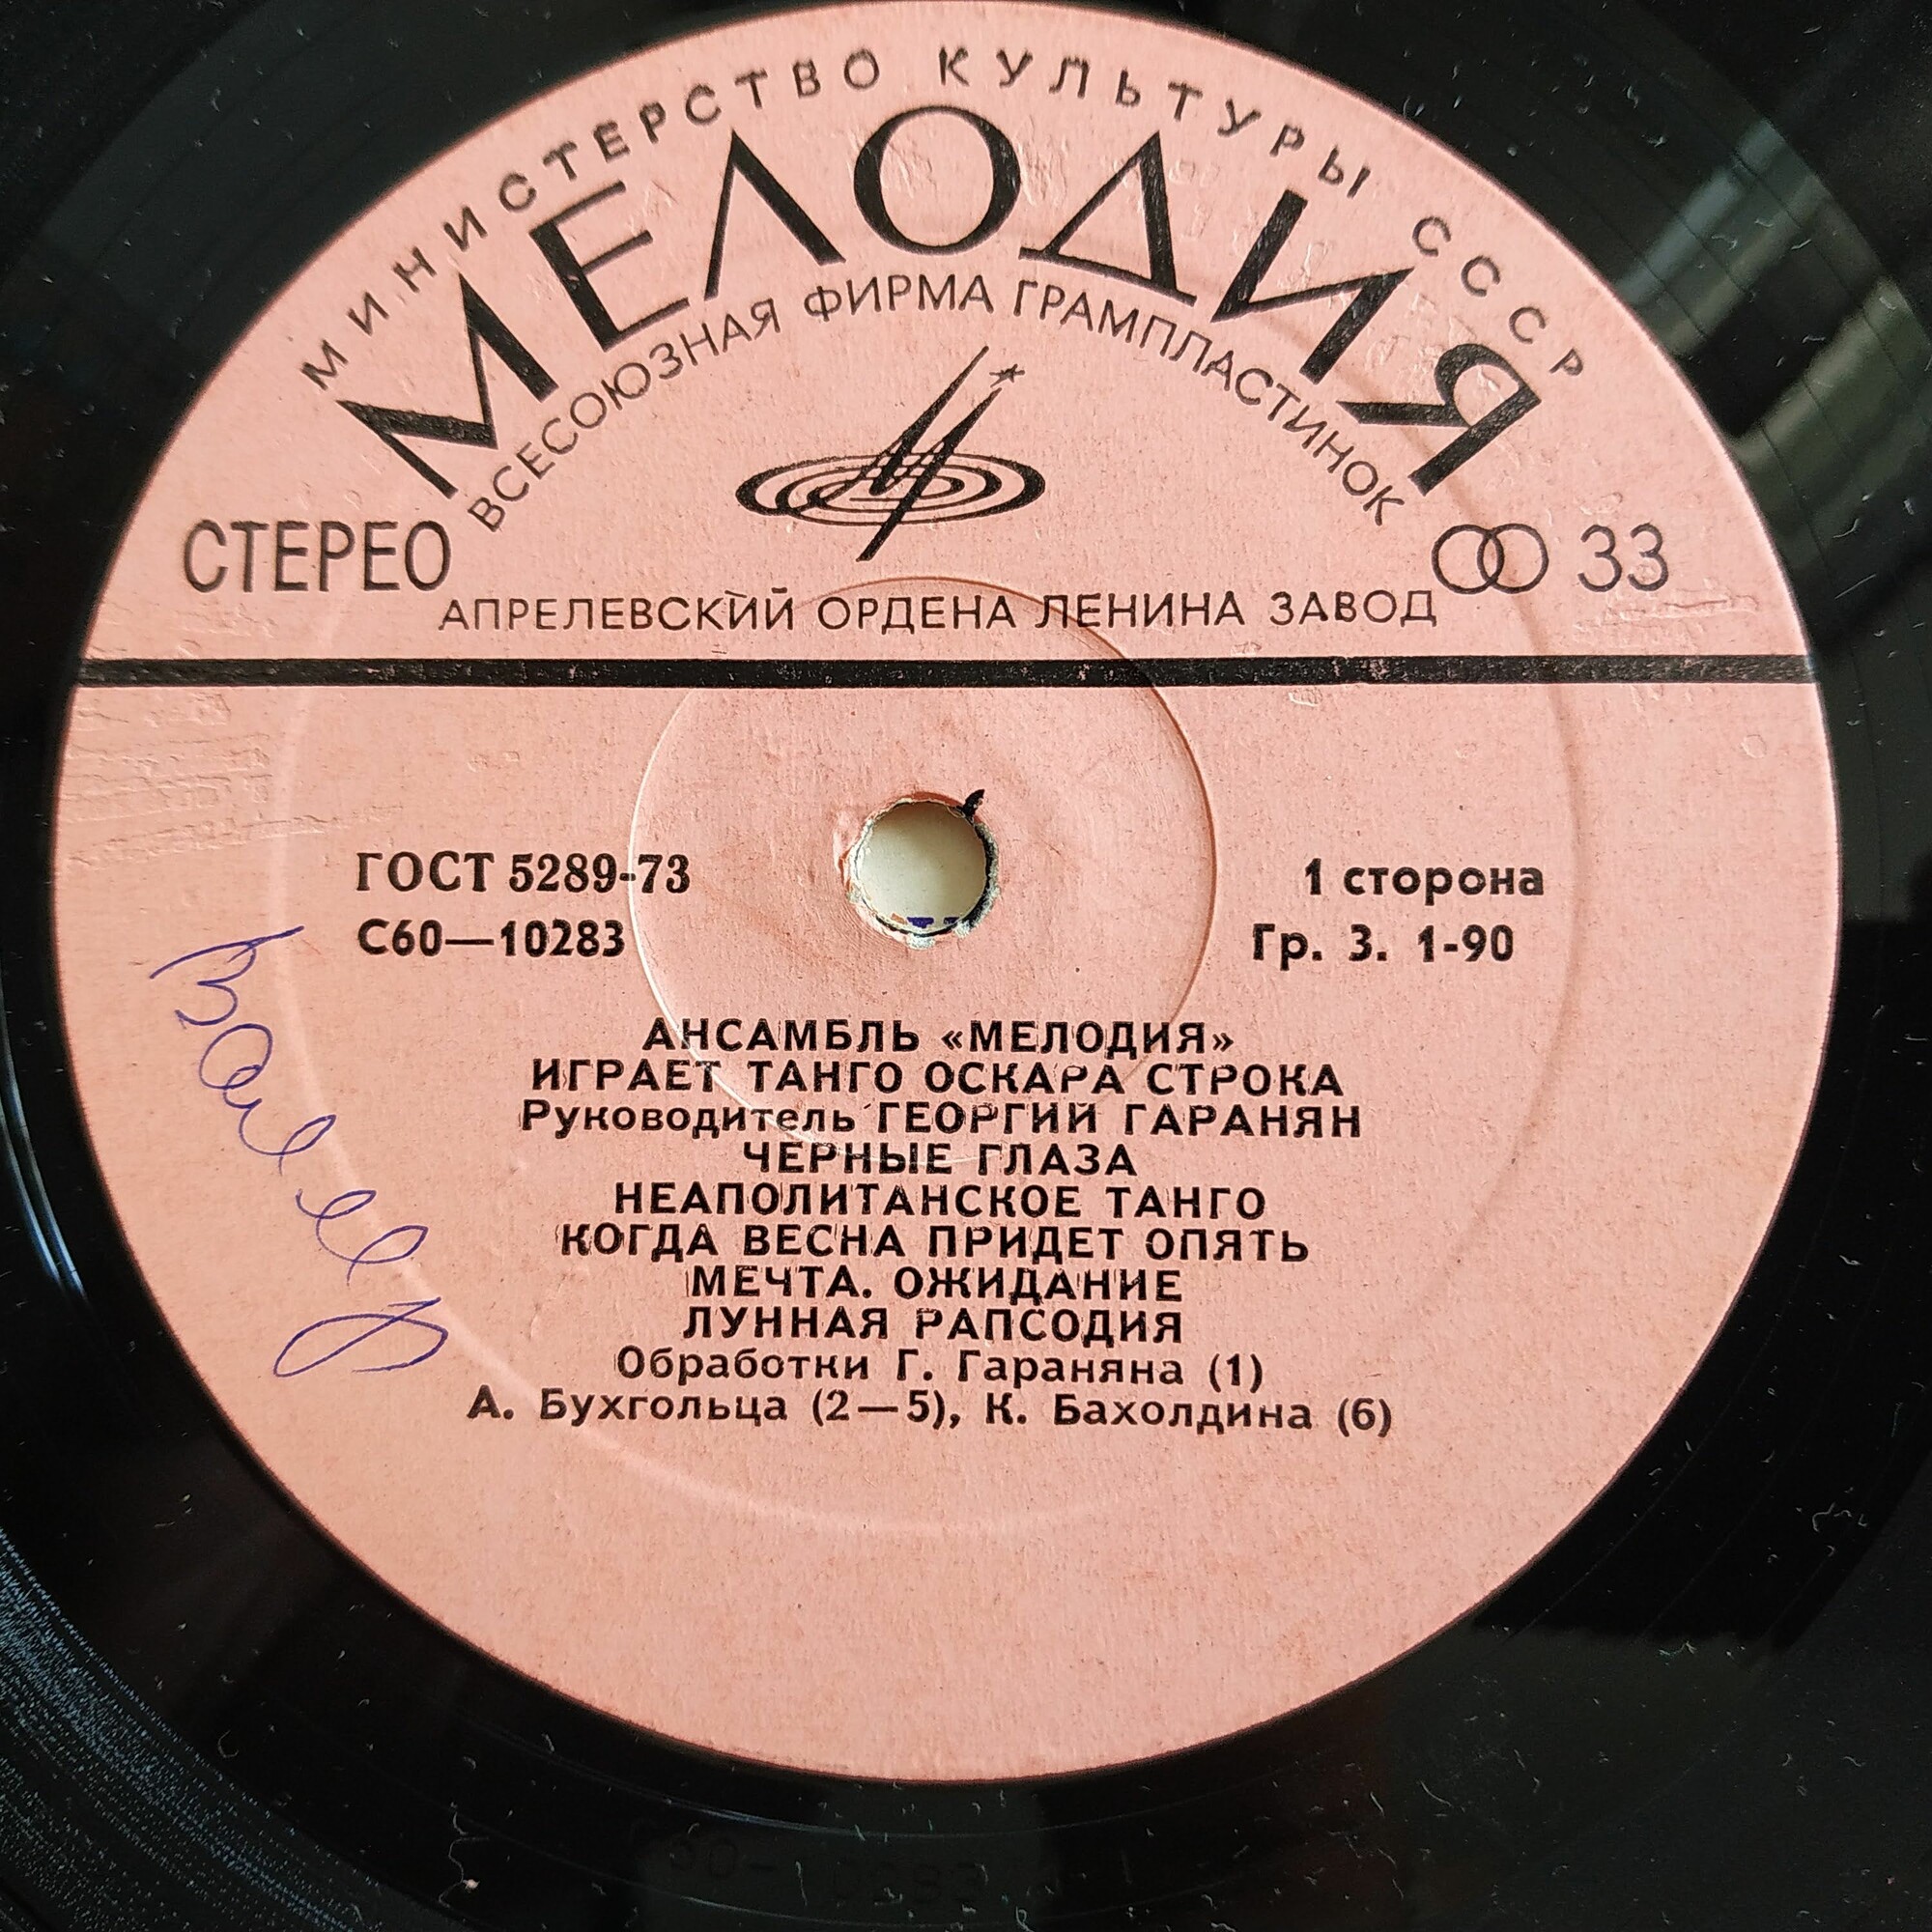 МИНИСТЕРСТВО КУЛЬТУРЫ СССР
МЕЛОДИЯ
ВСЕСОЮЗНАЯ ФИРМА ГРАМПЛАСТИНОК
СТЕРЕО
33
АПРЕЛЕВСКИЙ ОРДЕНА ЛЕНИНА ЗАВОД
ГОСТ 5289-73
1 сторона
С60—10283
Гр. 3. 1-90
АНСАМБЛЬ «МЕЛОДИЯ»
ИГРАЕТ ТАНГО ОСКАРА СТРОКА
Руководитель ГЕОРГИЙ ГАРАНЯН
ЧЕРНЫЕ ГЛАЗА
НЕАПОЛИТАНСКОЕ ТАНГО
КОГДА ВЕСНА ПРИДЕТ ОПЯТЬ
МЕЧТА. ОЖИДАНИЕ
ЛУННАЯ РАПСОДИЯ
Обработки Г. Гараняна (1)
А. Бухгольца (2—5), К. Бахолдина (6)